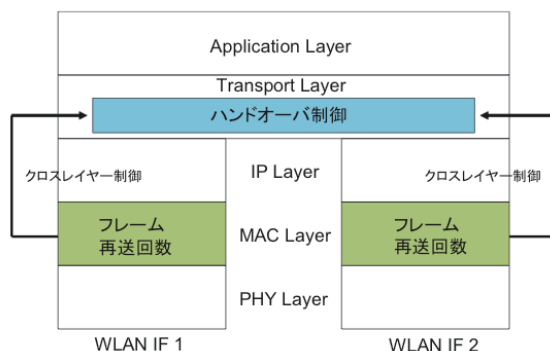 Application Layer
Transport Layer
ハンドオーバ制御
クロスレイヤー制御
IP Layer
クロスレイヤー制御
フレーム
再送回数
MAC Layer
フレーム
再送回数
PHY Layer
WLAN IF 1
WLAN IF 2